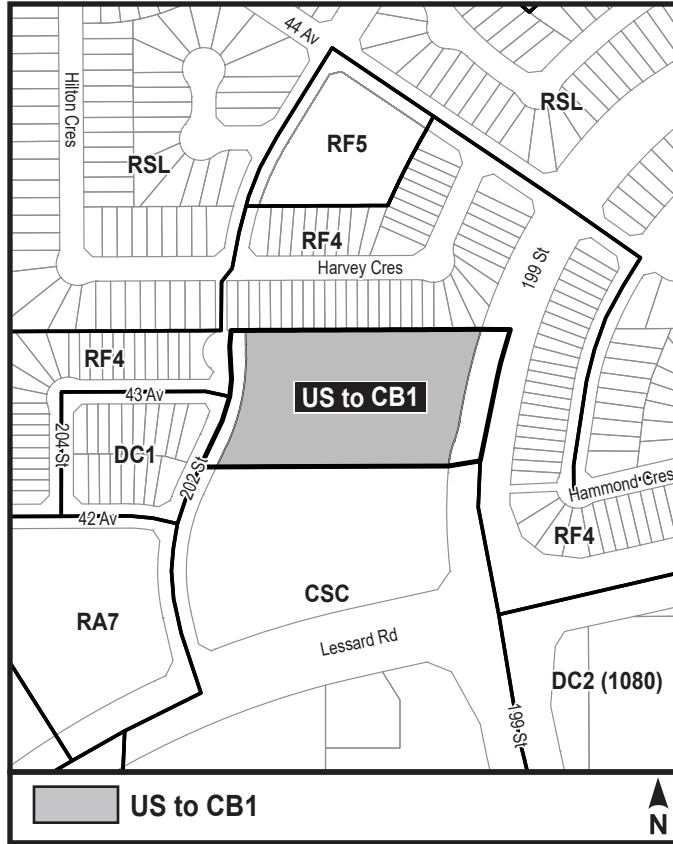 44 Av
Hilton Cres
RSL
RSL
RF5
RF4
Harvey Cres
199 St
RF4
43 Av
US to CB1
204 St
DC1
202 St
42 Av
Hammond Cres
RF4
CSC
RA7
Lessard Rd
DC2 (1080)
199 St
US to CB1
N